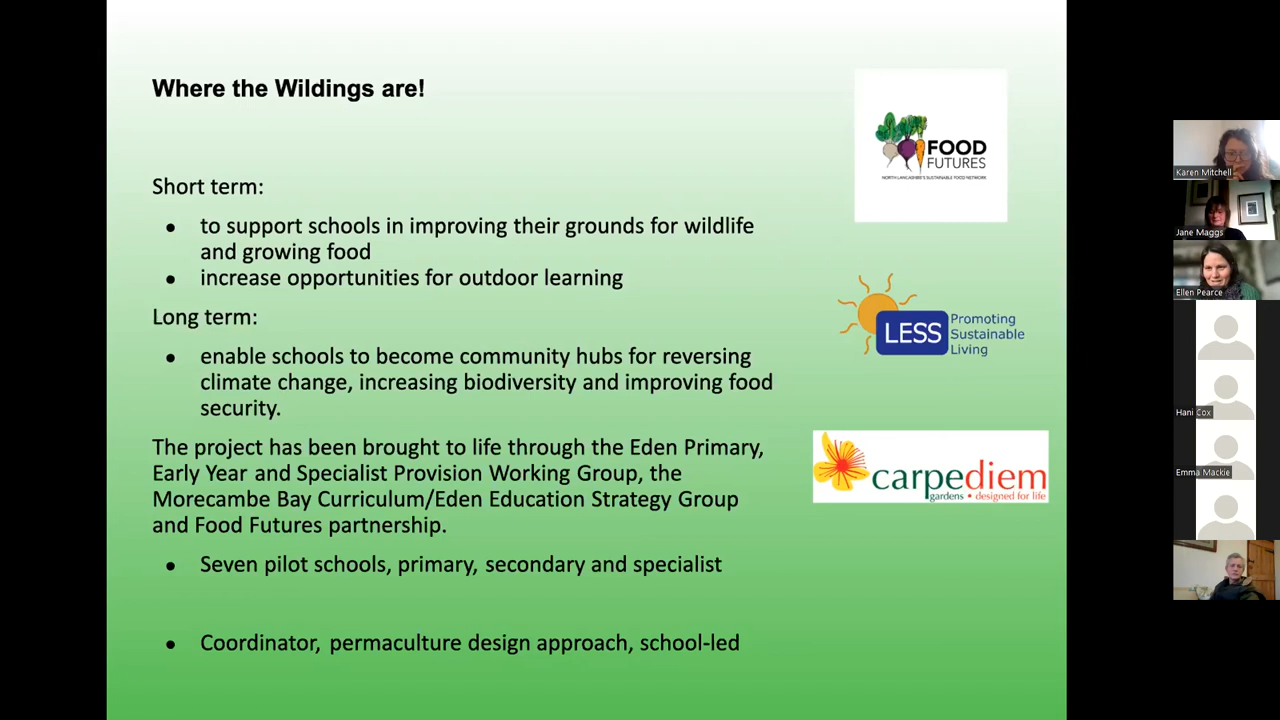 Where the Wildings are!
Short term:
• to support schools in improving their grounds for wildlife
and growing food
• increase opportunities for outdoor learning
Long term:
• enable schools to become community hubs for reversing
climate change, increasing biodiversity and improving food
security.
The project has been brought to life through the Eden Primary,
Early Year and Specialist Provision Working Group, the
Morecambe Bay Curriculum/Eden Education Strategy Group
and Food Futures partnership.
• Seven pilot schools, primary, secondary and specialist
• Coordinator, permaculture design approach, school-led
FOOD
FUTURES
NORTH LANCASHIRE'S SUSTAINABLE FOOD NETWORK
LESS
Promoting
Sustainable
Living
carpediem
gardens • designed for life
Karen Mitchell
Jane Maggs
Ellen Pearce
Hani Cox
Emma Mackie